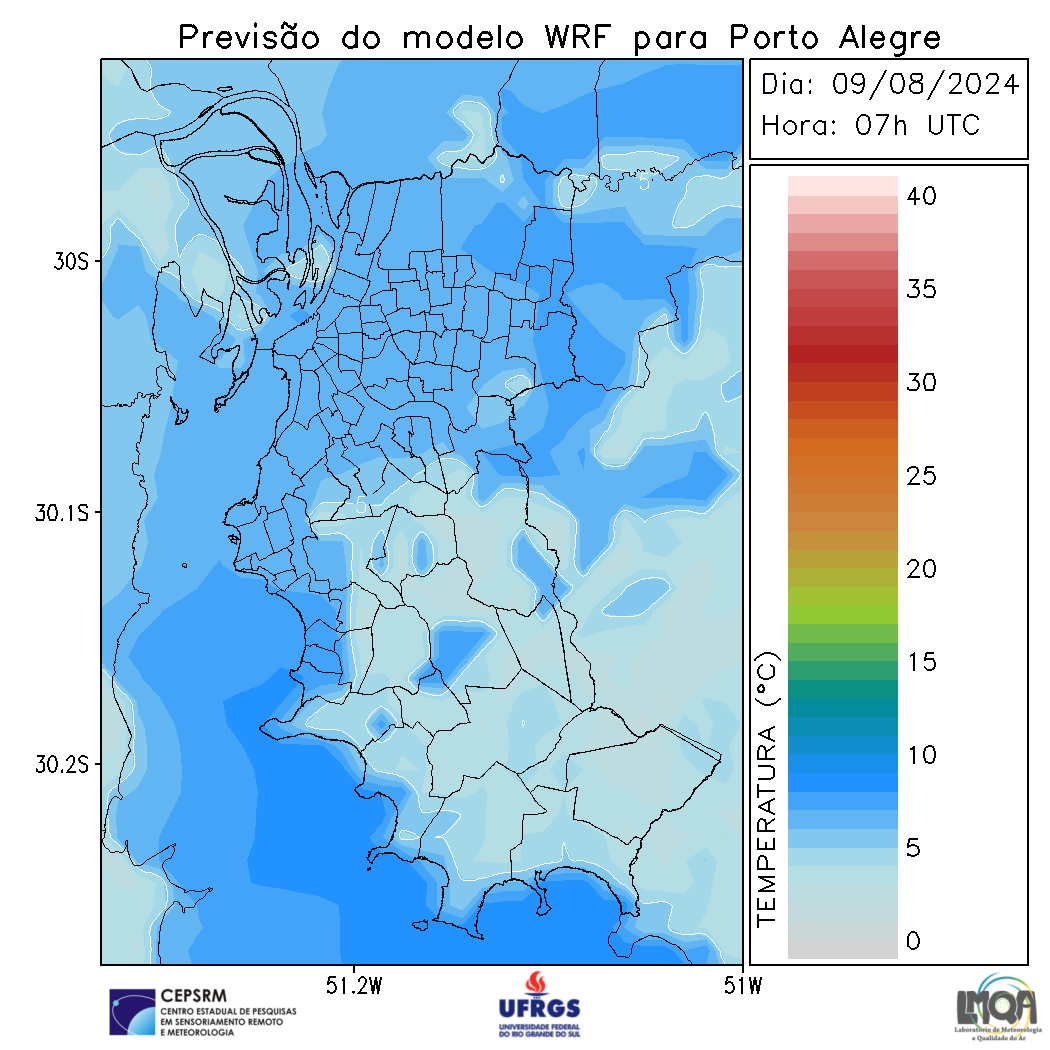 Previsão do modelo WRF para Porto Alegre
Dia: 09/08/2024
Hora: 07h UTC
30S
30.1S
30.2S
51.2W
51W
5
5
TEMPERATURA (°C)
40
35
30
25
20
15
10
5
0
CEPSRM
CENTRO ESTADUAL DE PESQUISAS
EM SENSORIAMENTO REMOTO
E METEOROLOGIA
UFRGS
UNIVERSIDADE FEDERAL
DO RIO GRANDE DO SUL
LMQA
Laboratório de Meteorologia
e Qualidade do Ar